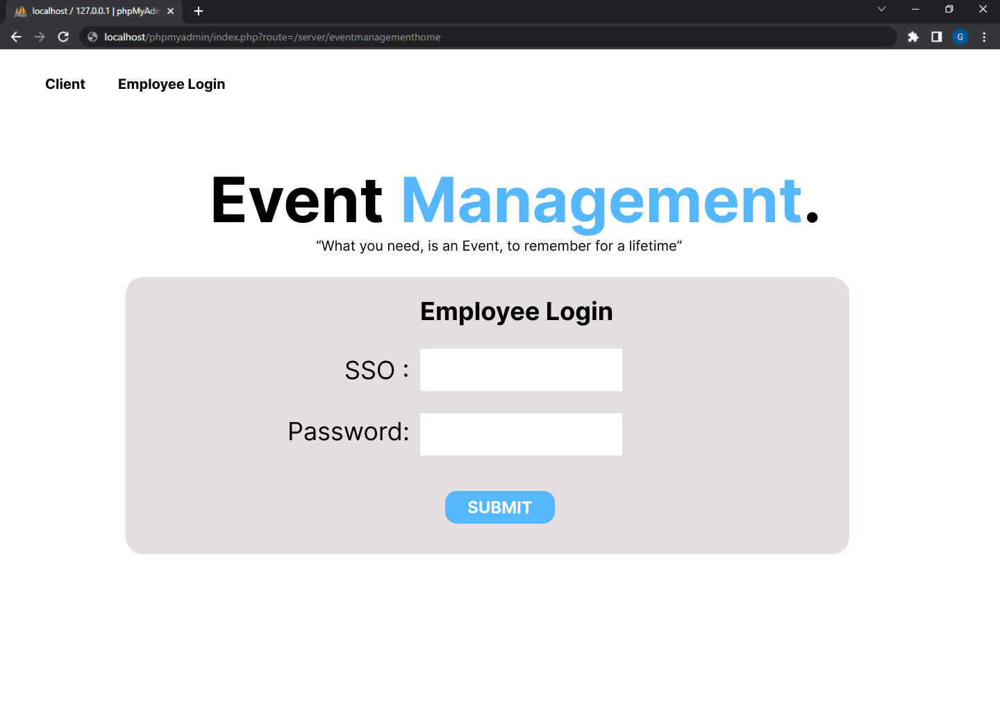 localhost / 127.0.0.1 | phpMyAdm
localhost/phpmyadmin/index.php?route=/server/eventmanagementhome
G
Client Employee Login
Event Management.
“What you need, is an Event, to remember for a lifetime”
Employee Login
SSO :
Password:
SUBMIT